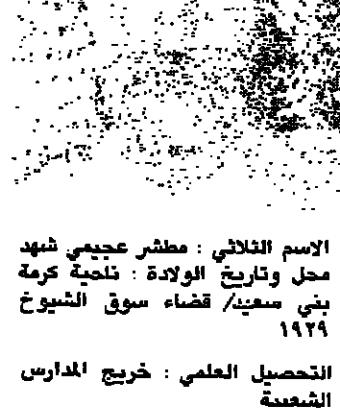 الاسم الثلاثي : مطشر عجيمي شهد
محل وتاريخ الولادة : ناحية كرمة
بني سعيد/ قضاء سوق الشيوخ
١٩٢٩
التحصيل العلمي : خريج المدارس
الشعبية